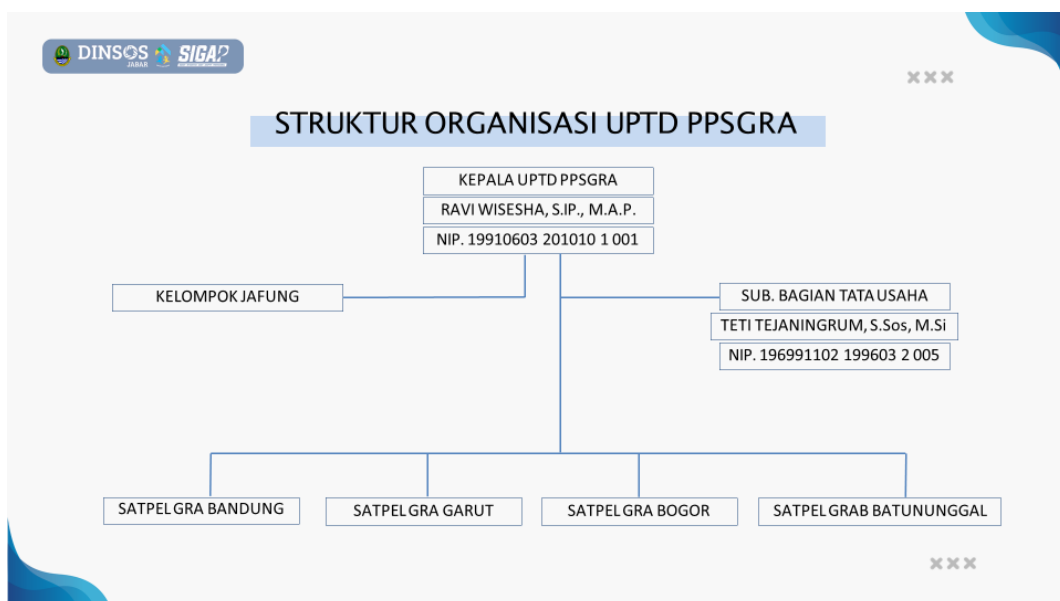 DINSOS
JABAR
SIGAP
STRUKTUR ORGANISASI UPTD PPSGRA
KEPALA UPTD PPSGRA
RAVI WISESHA, S.IP., M.A.P.
NIP. 19910603 201010 1 001
KELOMPOK JAFUNG
SUB. BAGIAN TATA USAHA
TETI TEJANINGRUM, S.Sos, M.Si
NIP. 196991102 199603 2 005
SATPEL GRA BANDUNG
SATPEL GRA GARUT
SATPEL GRA BOGOR
SATPEL GRAB BATUNUNGGAL